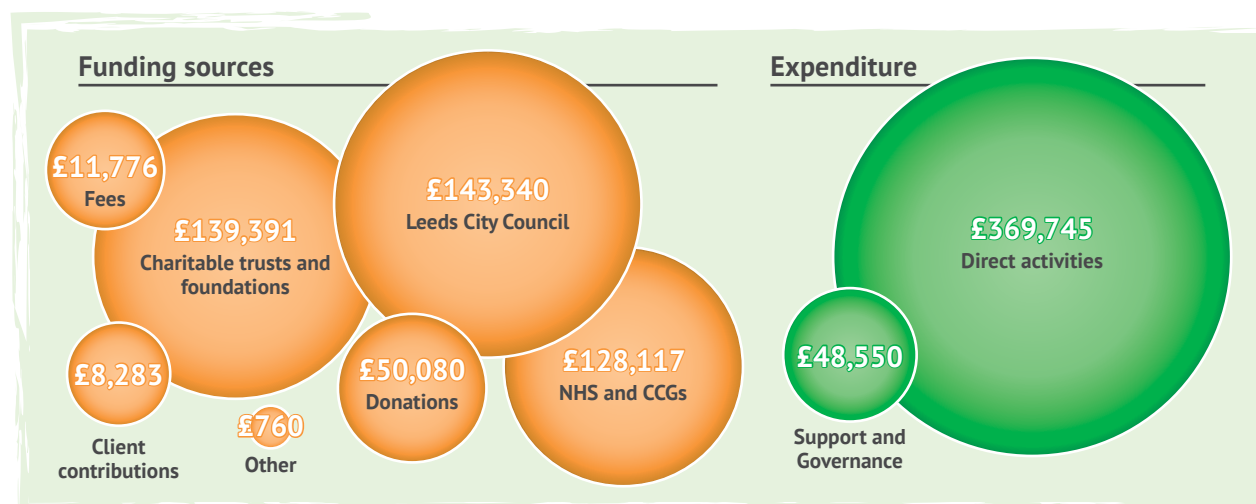 Funding sources
£11,776
Fees
£139,391
Charitable trusts and
foundations
£143,340
Leeds City Council
£8,283
Client
contributions
£760
Other
£50,080
Donations
£128,117
NHS and CCGs
Expenditure
£369,745
Direct activities
£48,550
Support and
Governance